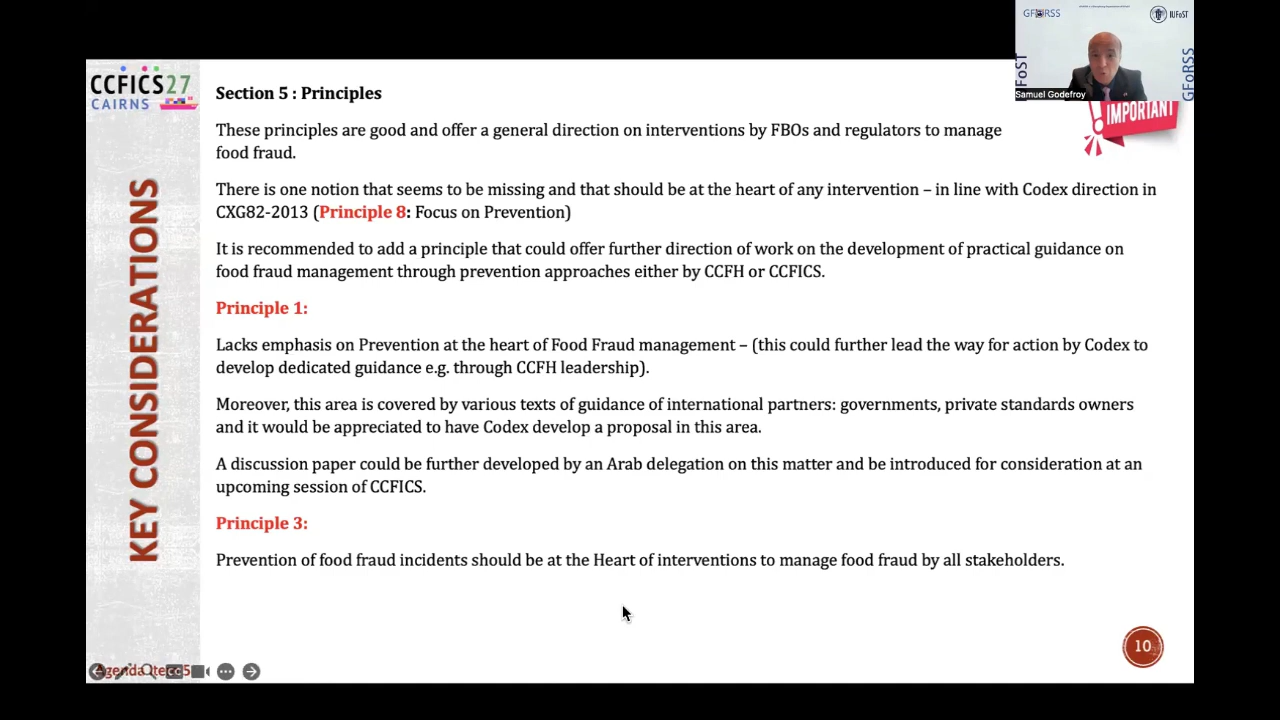 CCFICS27
CAIRNS
KEY CONSIDERATIONS
Section 5 : Principles
These principles are good and offer a general direction on interventions by FBOs and regulators to manage
food fraud.
There is one notion that seems to be missing and that should be at the heart of any intervention – in line with Codex direction in
CXG82-2013 (Principle 8: Focus on Prevention)
It is recommended to add a principle that could offer further direction of work on the development of practical guidance on
food fraud management through prevention approaches either by CCFH or CCFICS.
Principle 1:
Lacks emphasis on Prevention at the heart of Food Fraud management – (this could further lead the way for action by Codex to
develop dedicated guidance e.g. through CCFH leadership).
Moreover, this area is covered by various texts of guidance of international partners: governments, private standards owners
and it would be appreciated to have Codex develop a proposal in this area.
A discussion paper could be further developed by an Arab delegation on this matter and be introduced for consideration at an
upcoming session of CCFICS.
Principle 3:
Prevention of food fraud incidents should be at the Heart of interventions to manage food fraud by all stakeholders.
10
GFoRSS
IUFoST
FoST
GFoRSS
Samuel Godefroy
! IMPORTANT
Agenda
5